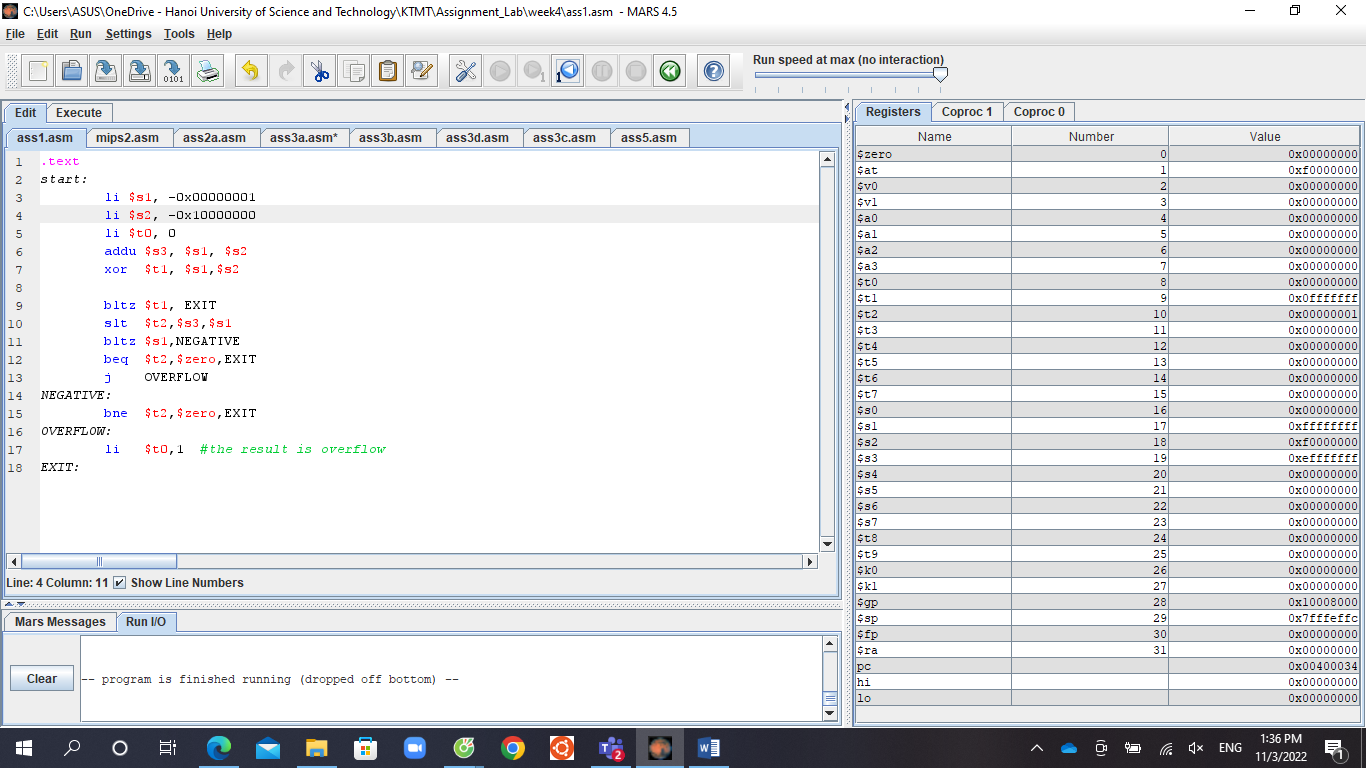 C:\Users\ASUS\OneDrive - Hanoi University of Science and Technology\KTMT\Assignment_Lab\week4\ass1.asm - MARS 4.5
File Edit Run Settings Tools Help
Run speed at max (no interaction)
Edit Execute
ass1.asm mips2.asm ass2a.asm ass3a.asm* ass3b.asm ass3d.asm ass3c.asm ass5.asm
1 .text
2 start:
3 li $s1, -0x00000001
4 li $s2, -0x10000000
5 li $t0, 0
6 addu $s3, $s1, $s2
7 xor $t1, $s1,$s2
8
9 bltz $t1, EXIT
10 slt $t2,$s3,$s1
11 bltz $s1,NEGATIVE
12 beq $t2,$zero,EXIT
13 j OVERFLOW
14 NEGATIVE:
15 bne $t2,$zero,EXIT
16 OVERFLOW:
17 li $t0,1 #the result is overflow
18 EXIT:
Line: 4 Column: 11 Show Line Numbers
Mars Messages Run I/O
Clear
-- program is finished running (dropped off bottom) --
Registers Coproc 1 Coproc 0
Name Number Value
$zero 0 0x00000000
$at 1 0xf0000000
$v0 2 0x00000000
$v1 3 0x00000000
$a0 4 0x00000000
$a1 5 0x00000000
$a2 6 0x00000000
$a3 7 0x00000000
$t0 8 0x00000000
$t1 9 0x0fffffff
$t2 10 0x00000001
$t3 11 0x00000000
$t4 12 0x00000000
$t5 13 0x00000000
$t6 14 0x00000000
$t7 15 0x00000000
$s0 16 0x00000000
$s1 17 0xffffffff
$s2 18 0xf0000000
$s3 19 0xefffffff
$s4 20 0x00000000
$s5 21 0x00000000
$s6 22 0x00000000
$s7 23 0x00000000
$t8 24 0x00000000
$t9 25 0x00000000
$k0 26 0x00000000
$k1 27 0x00000000
$gp 28 0x10008000
$sp 29 0x7fffeffc
$fp 30 0x00000000
$ra 31 0x00000000
pc 0x00400034
hi 0x00000000
lo 0x00000000
ENG
1:36 PM
11/3/2022